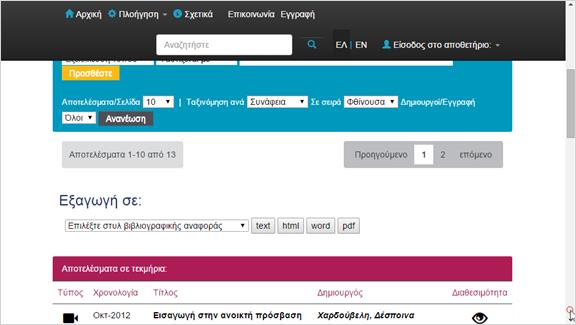 Αρχική Πλοήγηση Σχετικά Επικοινωνία Εγγραφή
Αναζητήστε ΕΛ | EN Είσοδος στο αποθετήριο:
Προσθέστε
Αποτελέσματα/Σελίδα 10 | Ταξινόμηση ανά Συνάφεια Σε σειρά Φθίνουσα Δημιουργοί/Εγγραφή
Όλοι Ανανέωση
Αποτελέσματα 1-10 από 13 Προηγούμενο 1 2 επόμενο
Εξαγωγή σε:
Επιλέξτε στυλ βιβλιογραφικής αναφοράς text html word pdf
Αποτελέσματα σε τεκμήρια:
Τύπος Χρονολογία Τίτλος Δημιουργός Διαθεσιμότητα
Οκτ-2012 Εισαγωγή στην ανοικτή πρόσβαση Χαρδούβελη, Δέσποινα